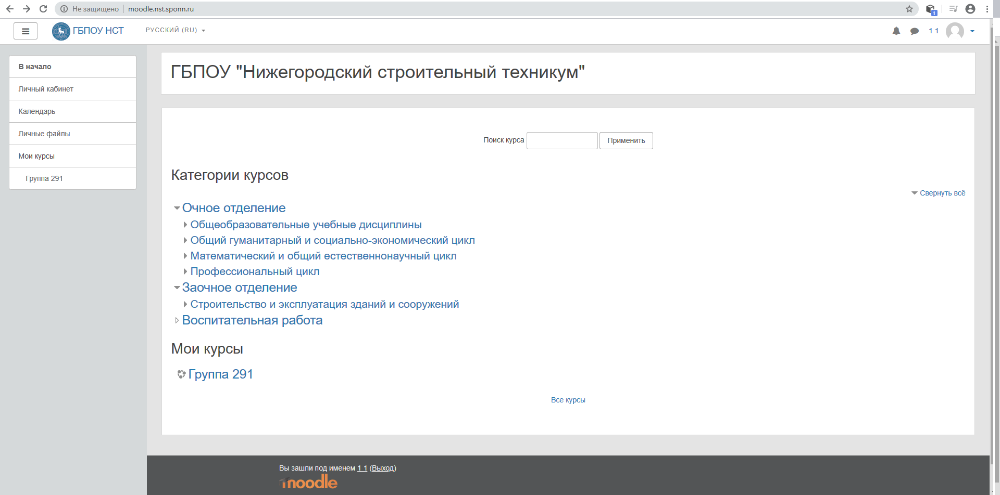 Не защищено
moodle.nst.sponn.ru
1
ГБПОУ НСТ
РУССКИЙ (RU)
1 1
В начало
Личный кабинет
Календарь
Личные файлы
Мои курсы
Группа 291
ГБПОУ "Нижегородский строительный техникум"
Поиск курса
Применить
Категории курсов
Свернуть всё
Очное отделение
Общеобразовательные учебные дисциплины
Общий гуманитарный и социально-экономический цикл
Математический и общий естественнонаучный цикл
Профессиональный цикл
Заочное отделение
Строительство и эксплуатация зданий и сооружений
Воспитательная работа
Мои курсы
Группа 291
Все курсы
Вы зашли под именем 1 1 (Выход)
moodle